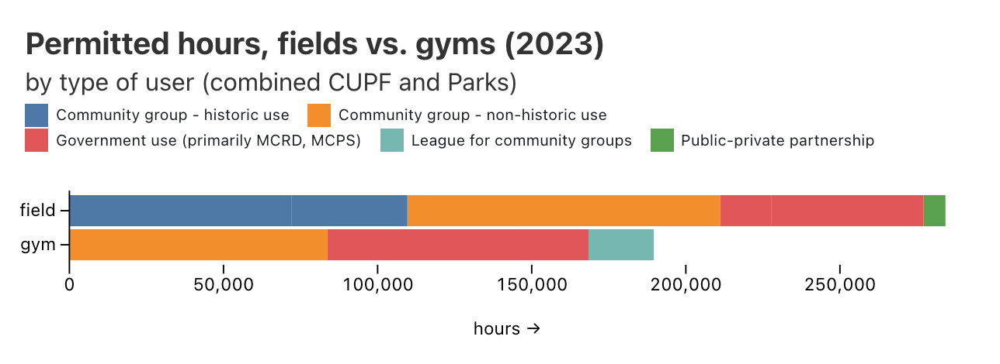 Permitted hours, fields vs. gyms (2023)
by type of user (combined CUPF and Parks)
Community group - historic use Community group - non-historic use
Government use (primarily MCRD, MCPS) League for community groups Public-private partnership
field
gym
0 50,000 100,000 150,000 200,000 250,000
hours →